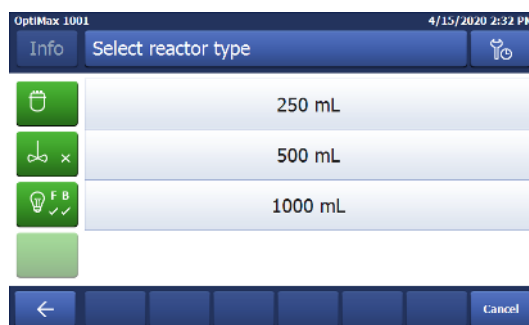 OptiMax 1001 4/15/2020 2:32 PM
Info Select reactor type
250 mL
500 mL
F B
1000 mL
Cancel